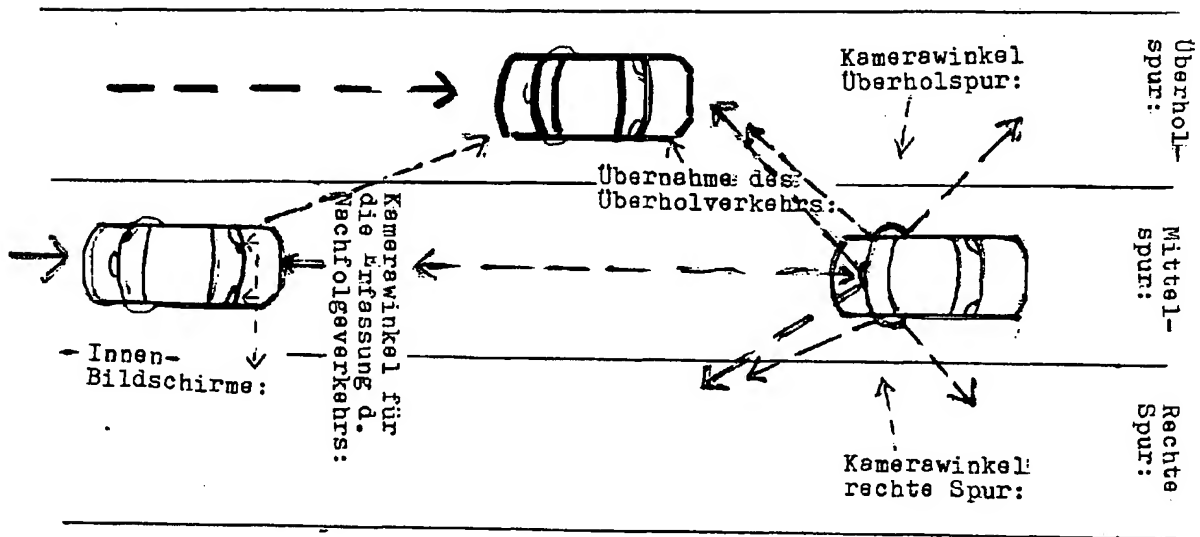 Kamerawinkel
Überholspur:
Überhol-
spur:
Übernahme des:
Überholverkehrs:
Kamerawinkel für
die Erfassung d.
Nachfolgeverkehrs:
Mittel-
spur:
Innen-
Bildschirme:
Kamerawinkel:
rechte Spur:
Rechte
Spur: